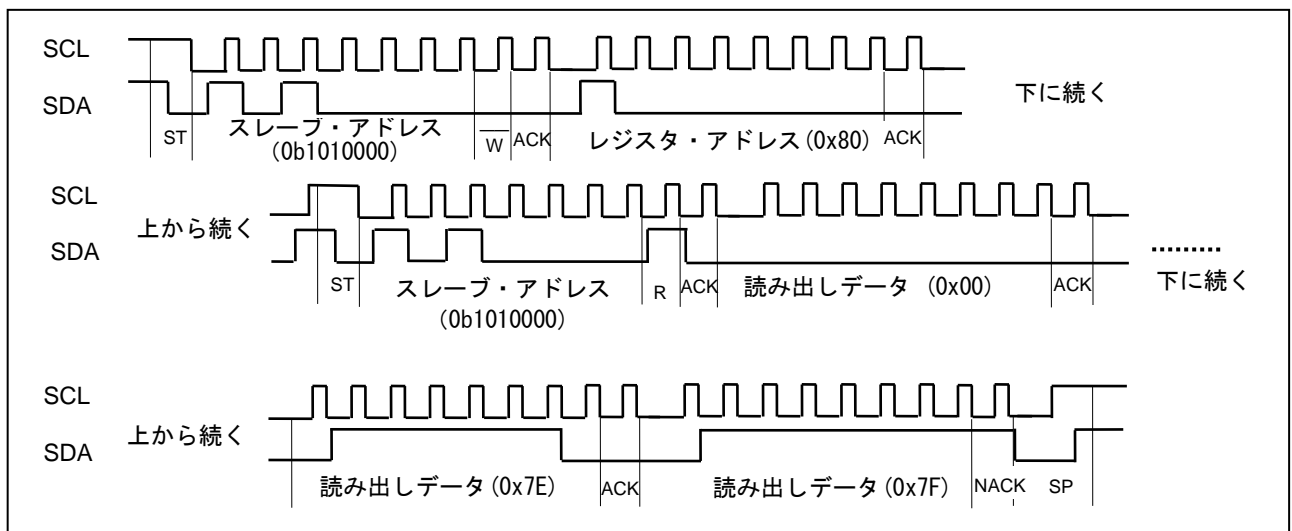 SCL
SDA
ST
スレーブ・アドレス
(0b1010000)
W
ACK
レジスタ・アドレス(0x80)
ACK
下に続く
SCL
上から続く
SDA
ST
スレーブ・アドレス
(0b1010000)
R
ACK
読み出しデータ (0x00)
ACK
………
下に続く
SCL
上から続く
SDA
読み出しデータ(0x7E)
ACK
読み出しデータ(0x7F)
NACK
SP